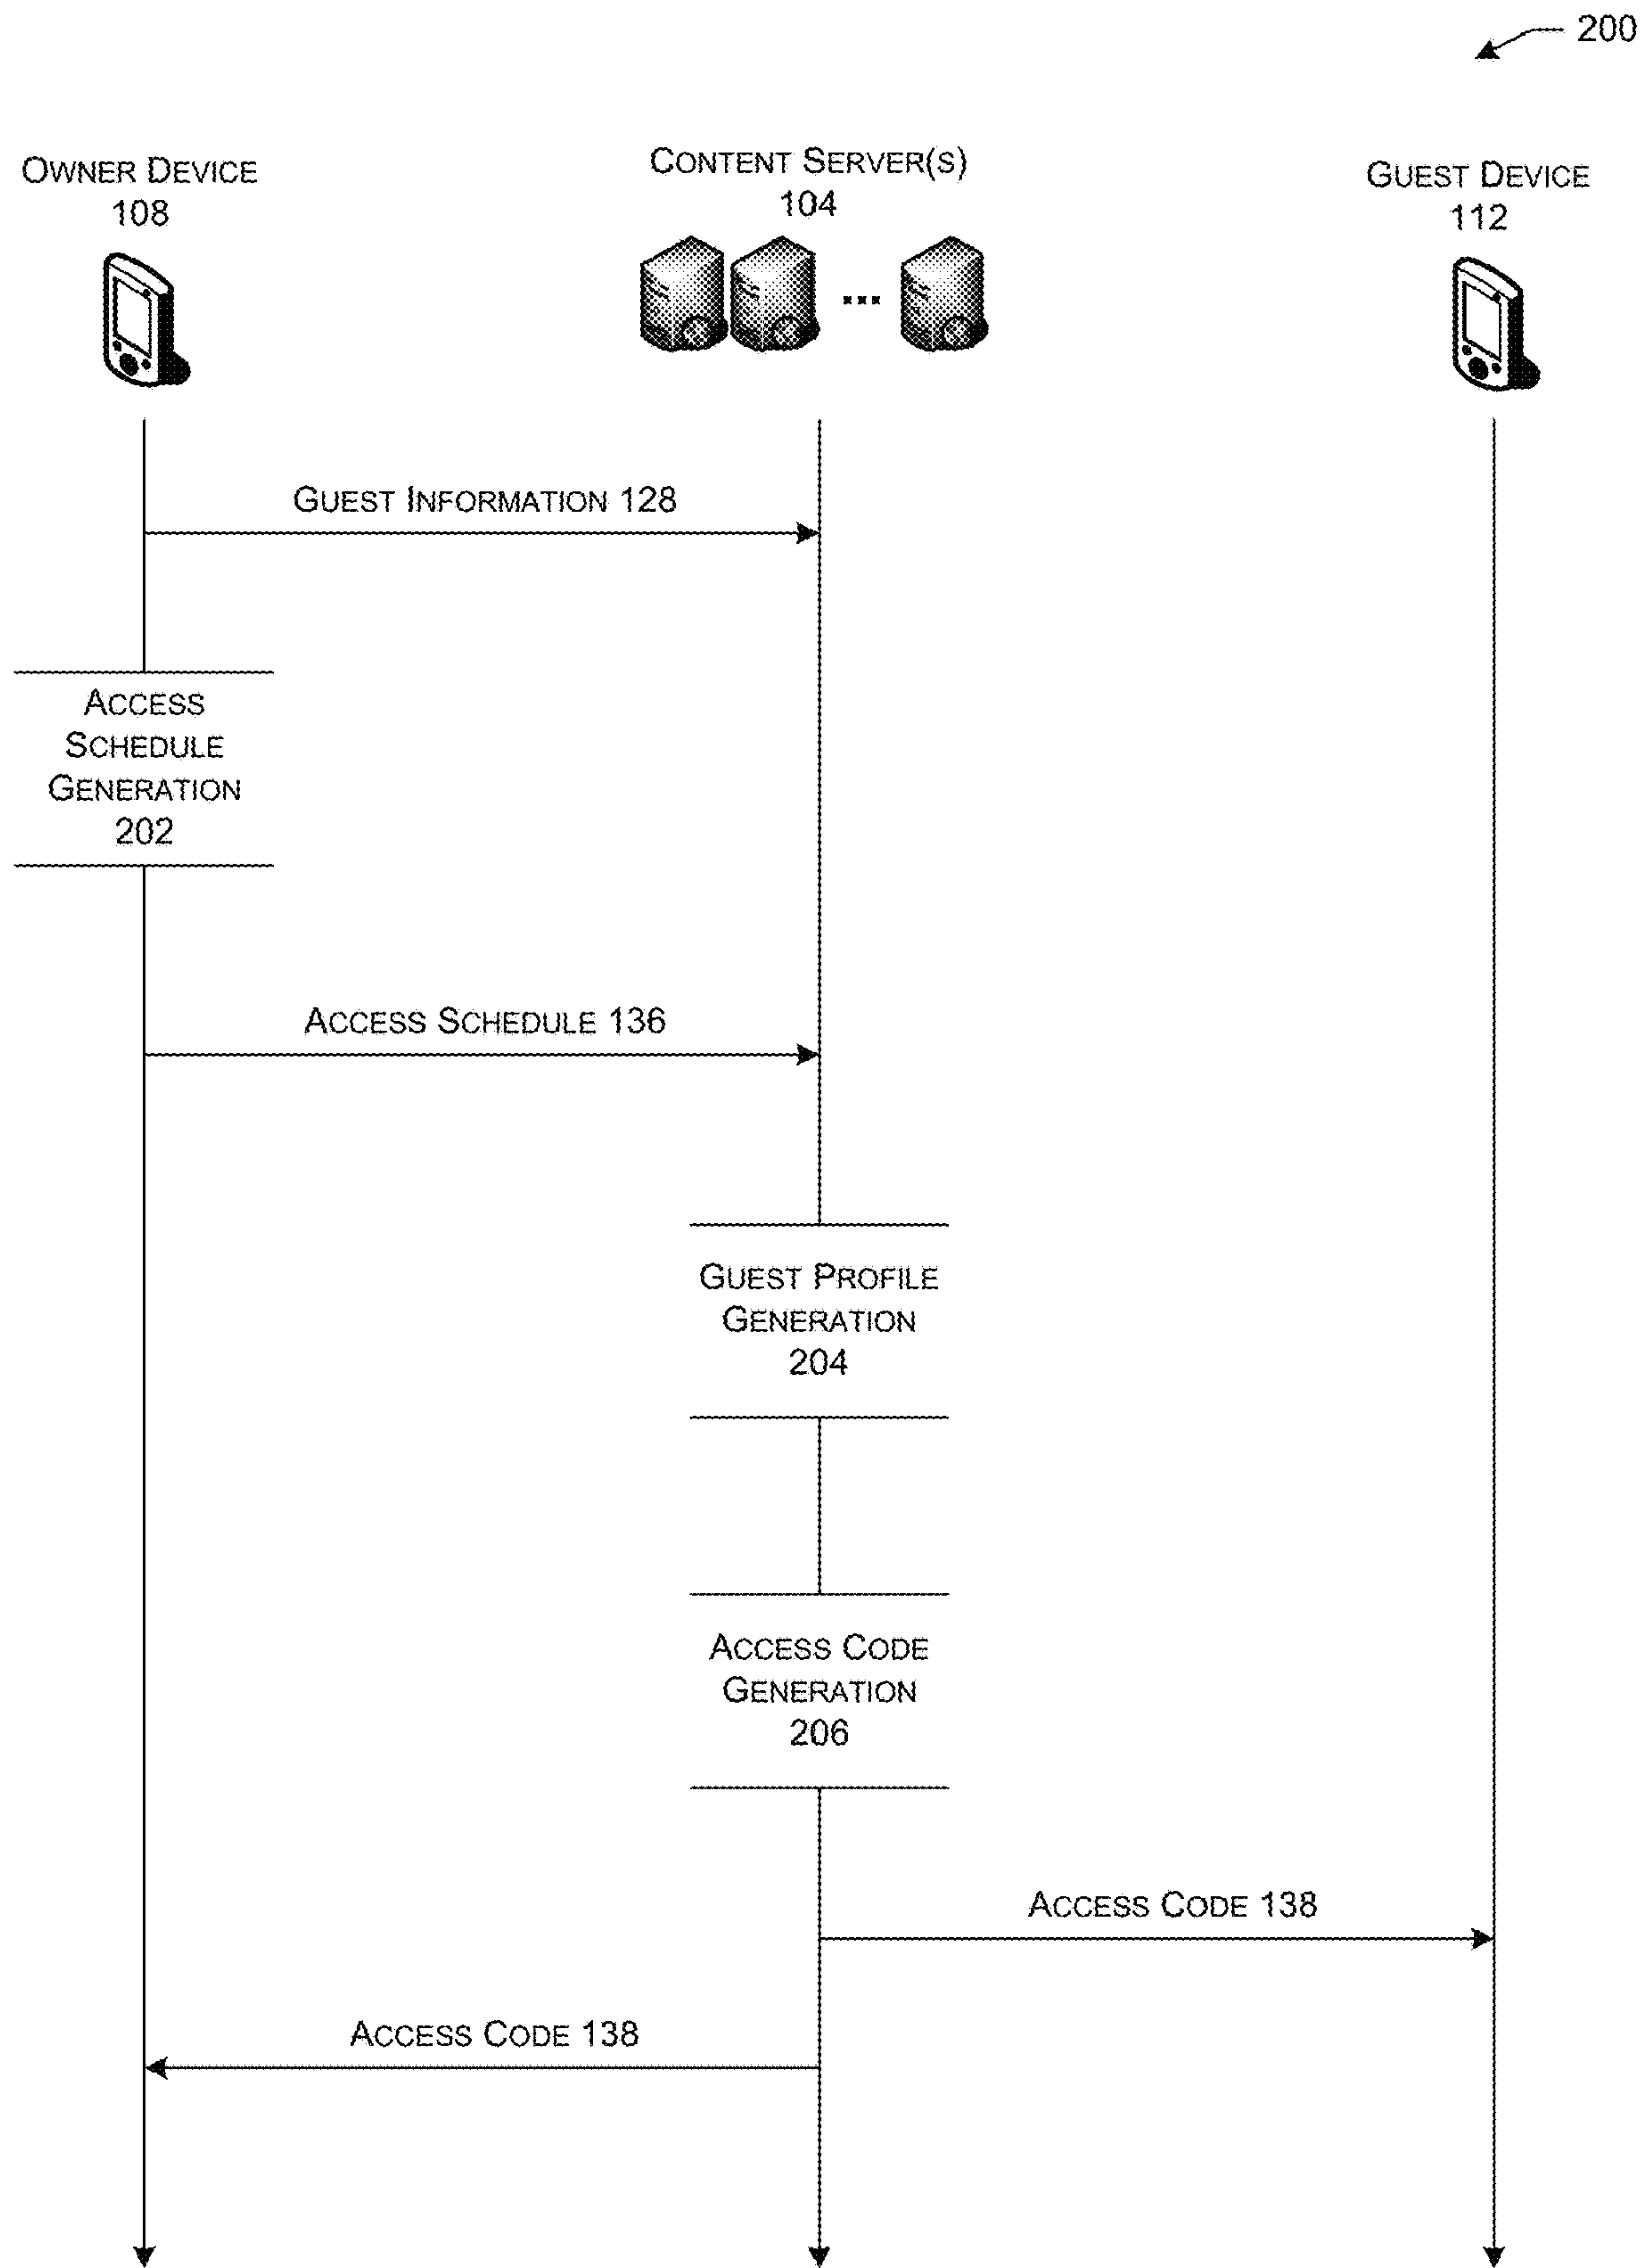 200
OWNER DEVICE
108
CONTENT SERVER(S)
104
GUEST DEVICE
112
GUEST INFORMATION 128
ACCESS
SCHEDULE
GENERATION
202
ACCESS SCHEDULE 136
GUEST PROFILE
GENERATION
204
ACCESS CODE
GENERATION
206
ACCESS CODE 138
ACCESS CODE 138